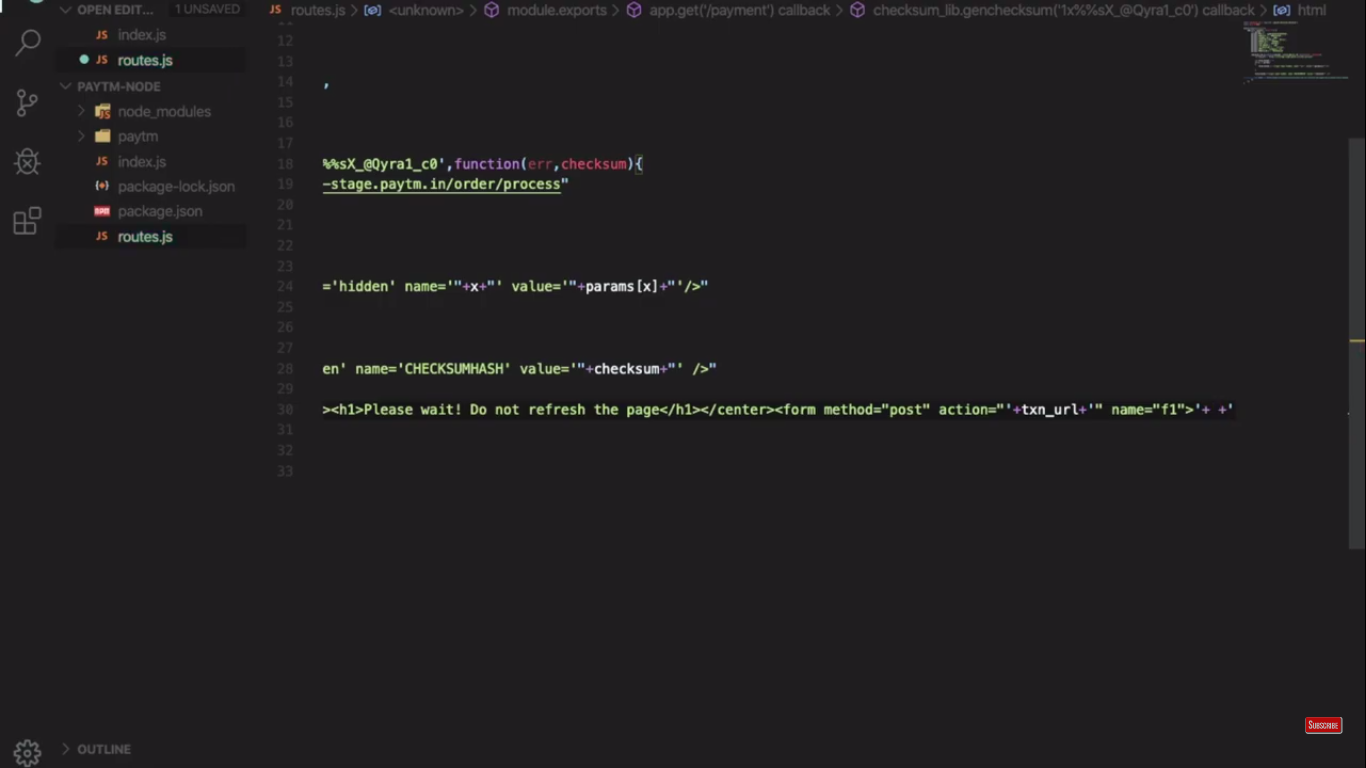 OPEN EDIT... 1 UNSAVED
JS routes.js > <unknown> > module.exports > app.get('/payment') callback > checksum_lib.genchecksum('1x%%sX_@Qyra1_c0') callback > html
JS index.js
JS routes.js
PAYTM-NODE
node_modules
paytm
JS index.js
package-lock.json
package.json
JS routes.js
12
13
14 ,
15
16
17
18 %%sX_@Qyra1_c0',function(err,checksum){
19 -stage.paytm.in/order/process"
20
21
22
23
24 ='hidden' name='"+x+"' value='"+params[x]+"'/>"
25
26
27
28 en' name='CHECKSUMHASH' value='"+checksum+"' />"
29
30 ><h1>Please wait! Do not refresh the page</h1></center><form method="post" action="'+txn_url+'" name="f1">'+ +'
31
32
33
SUBSCRIBE
OUTLINE